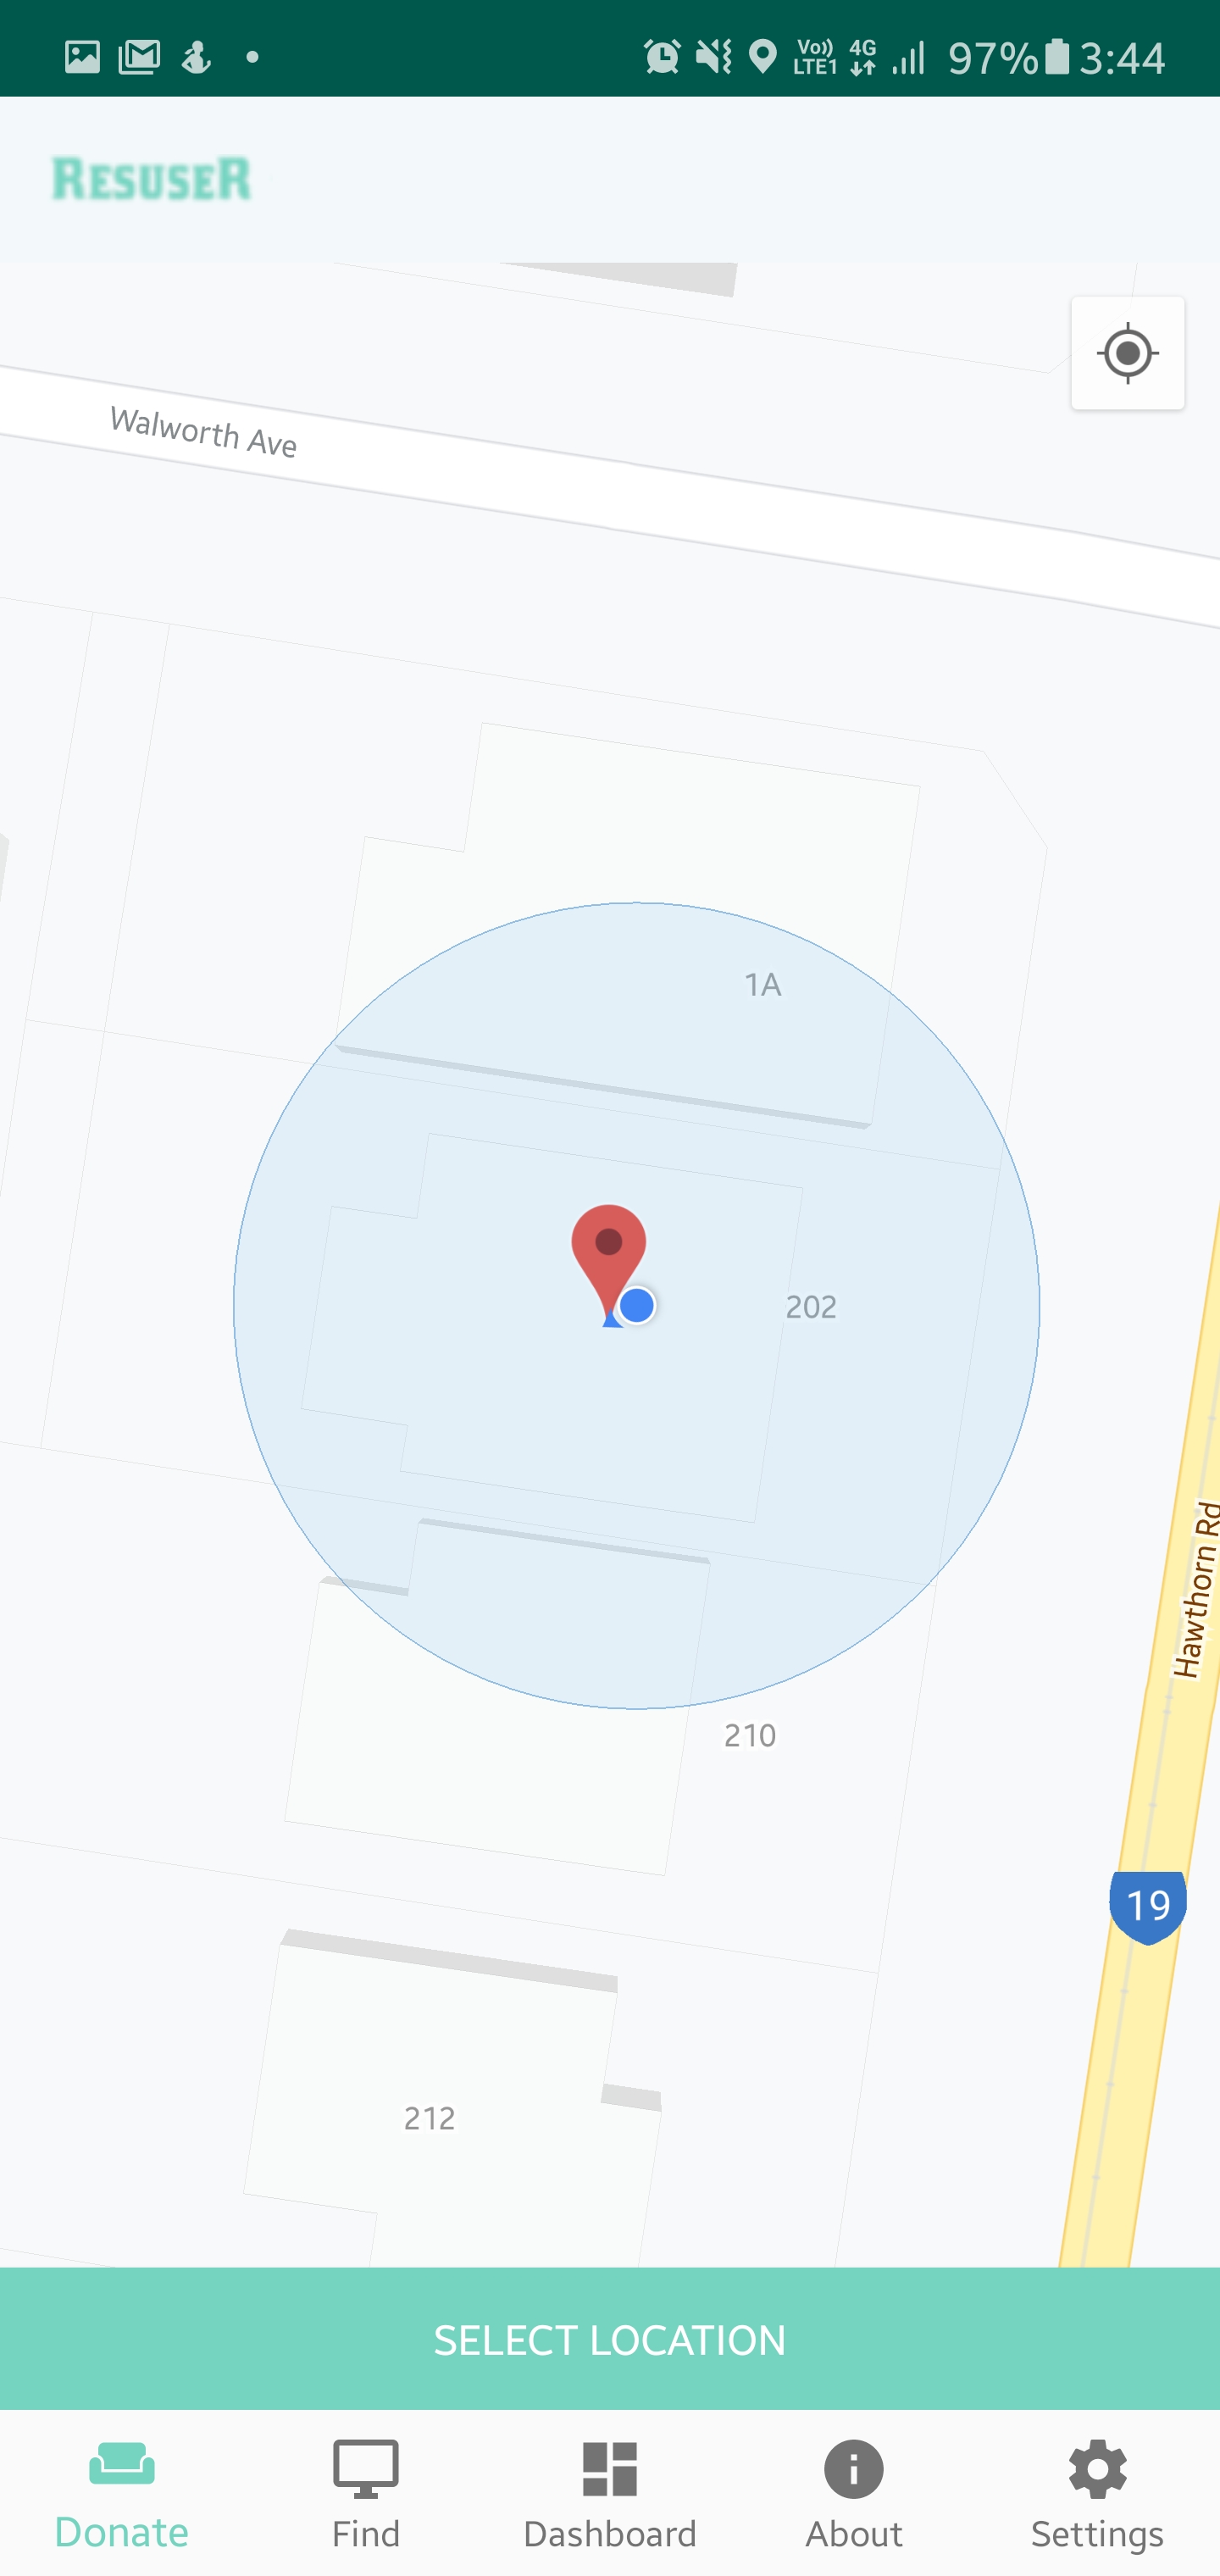 Vo)) 4G 97% 3:44
LTE1
ResuseR
Walworth Ave
1A
202
Hawthorn Rd
210
19
212
SELECT LOCATION
Donate Find Dashboard About Settings